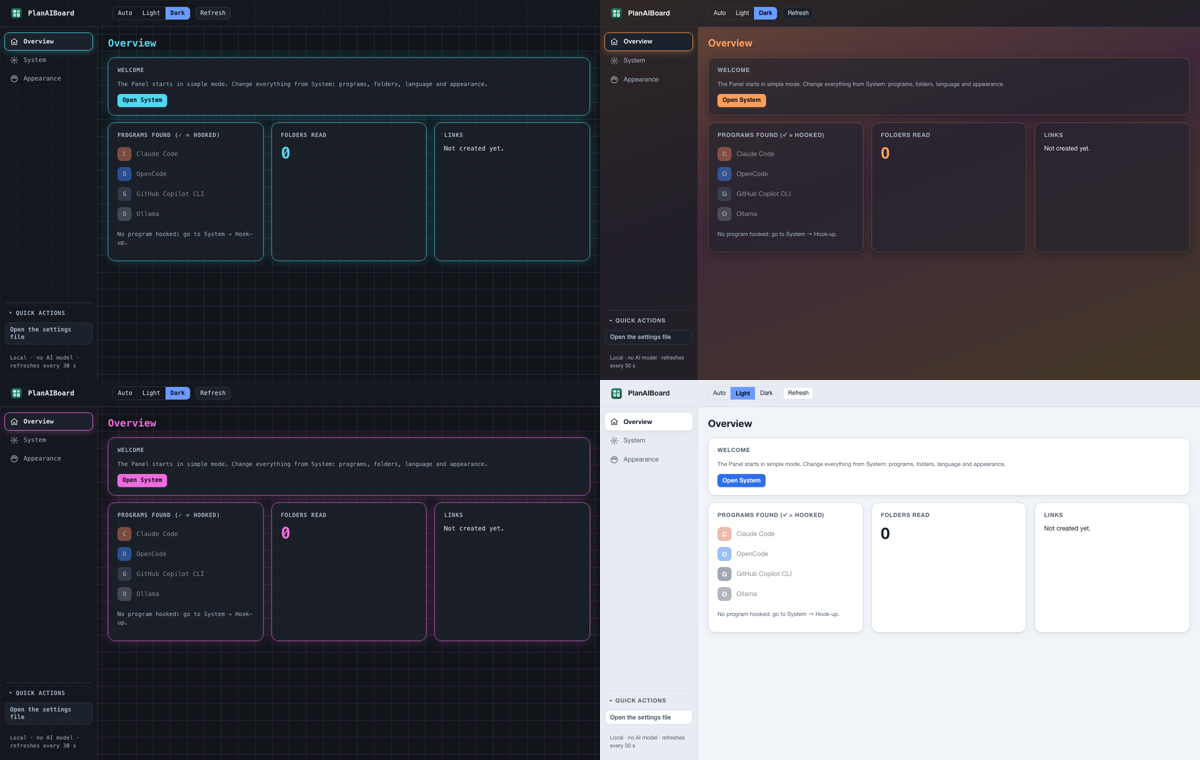 PlanAIBoard
Auto Light Dark Refresh
Overview
System
Appearance
Overview
WELCOME
The Panel starts in simple mode. Change everything from System: programs, folders, language and appearance.
Open System
PROGRAMS FOUND (✓ = HOOKED)
C Claude Code
O OpenCode
G GitHub Copilot CLI
O Ollama
No program hooked: go to System → Hook-
up.
FOLDERS READ
0
LINKS
Not created yet.
QUICK ACTIONS
Open the settings
file
Local · no AI model ·
refreshes every 30 s
PlanAIBoard
Auto Light Dark Refresh
Overview
System
Appearance
Overview
WELCOME
The Panel starts in simple mode. Change everything from System: programs, folders, language and appearance.
Open System
PROGRAMS FOUND (✓ = HOOKED)
C Claude Code
O OpenCode
G GitHub Copilot CLI
O Ollama
No program hooked: go to System → Hook-up.
FOLDERS READ
0
LINKS
Not created yet.
QUICK ACTIONS
Open the settings file
Local · no AI model · refreshes
every 30 s
PlanAIBoard
Auto Light Dark Refresh
Overview
System
Appearance
Overview
WELCOME
The Panel starts in simple mode. Change everything from System: programs, folders, language and appearance.
Open System
PROGRAMS FOUND (✓ = HOOKED)
C Claude Code
O OpenCode
G GitHub Copilot CLI
O Ollama
No program hooked: go to System → Hook-
up.
FOLDERS READ
0
LINKS
Not created yet.
QUICK ACTIONS
Open the settings
file
Local · no AI model ·
refreshes every 30 s
PlanAIBoard
Auto Light Dark Refresh
Overview
System
Appearance
Overview
WELCOME
The Panel starts in simple mode. Change everything from System: programs, folders, language and appearance.
Open System
PROGRAMS FOUND (✓ = HOOKED)
C Claude Code
O OpenCode
G GitHub Copilot CLI
O Ollama
No program hooked: go to System → Hook-up.
FOLDERS READ
0
LINKS
Not created yet.
QUICK ACTIONS
Open the settings file
Local · no AI model · refreshes
every 30 s